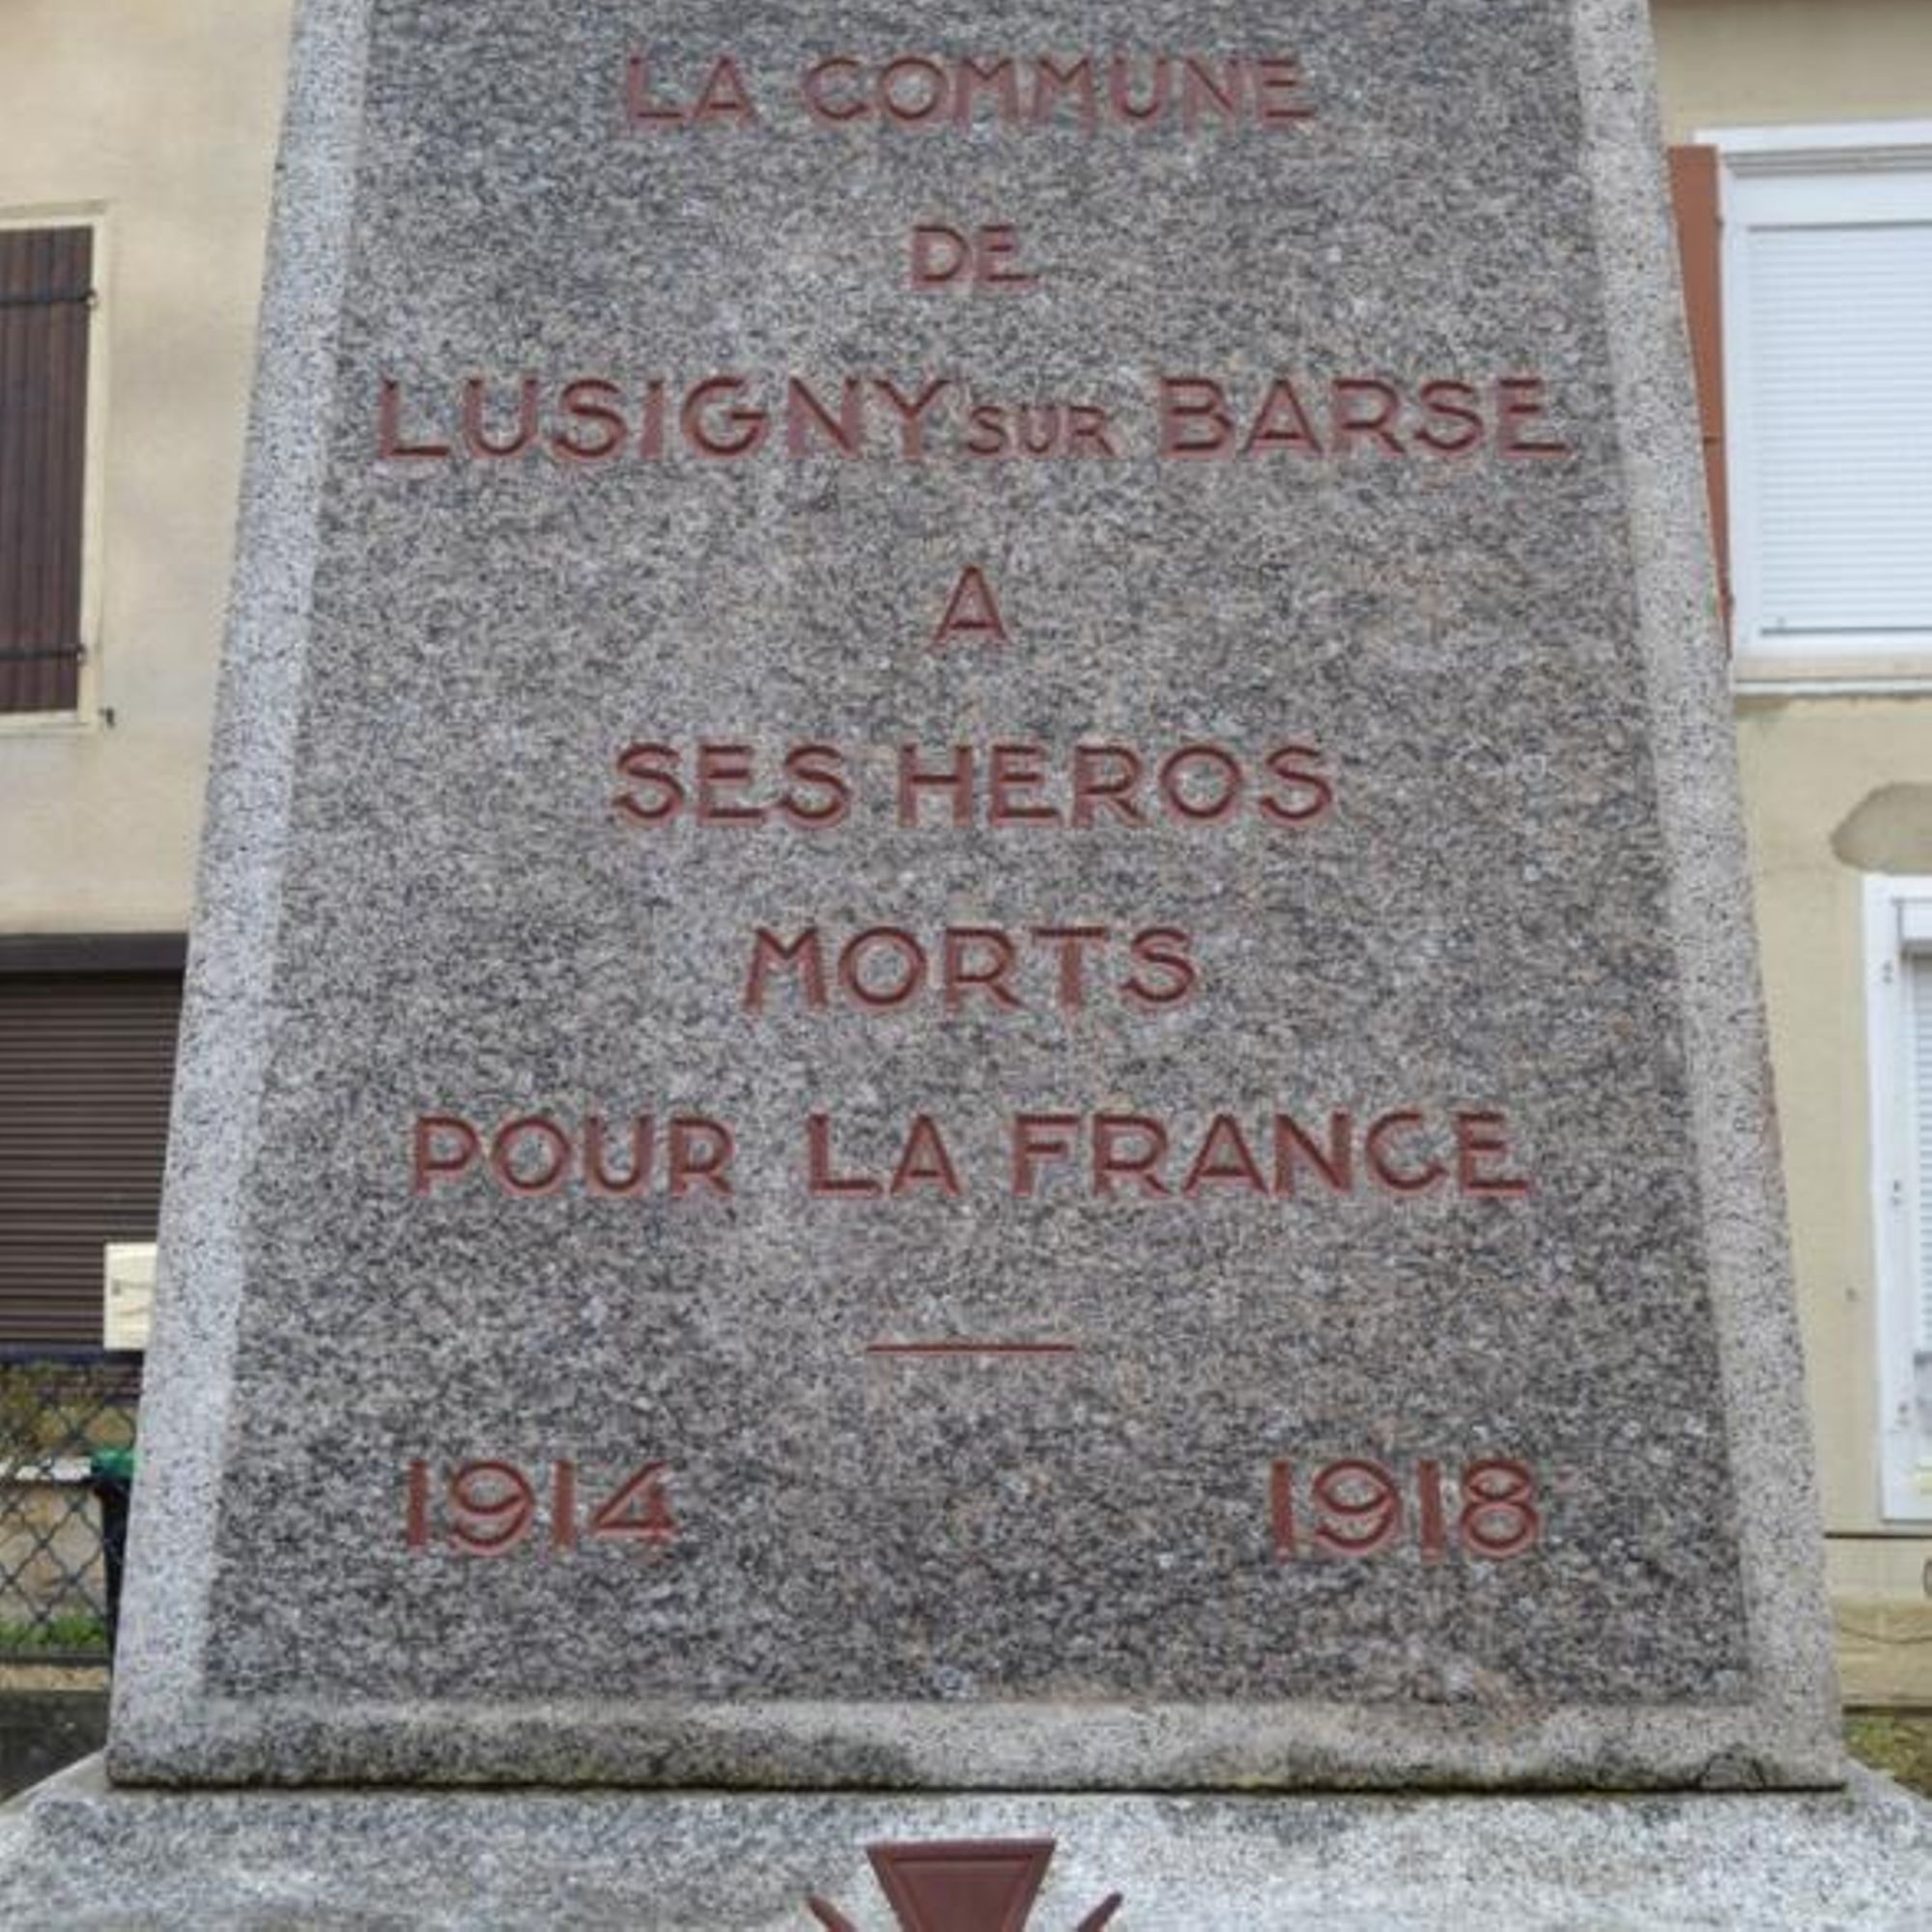 LA COMMUNE
DE
LUSIGNY SUR BARSE
A
SES HEROS
MORTS
POUR LA FRANCE
1914 1918